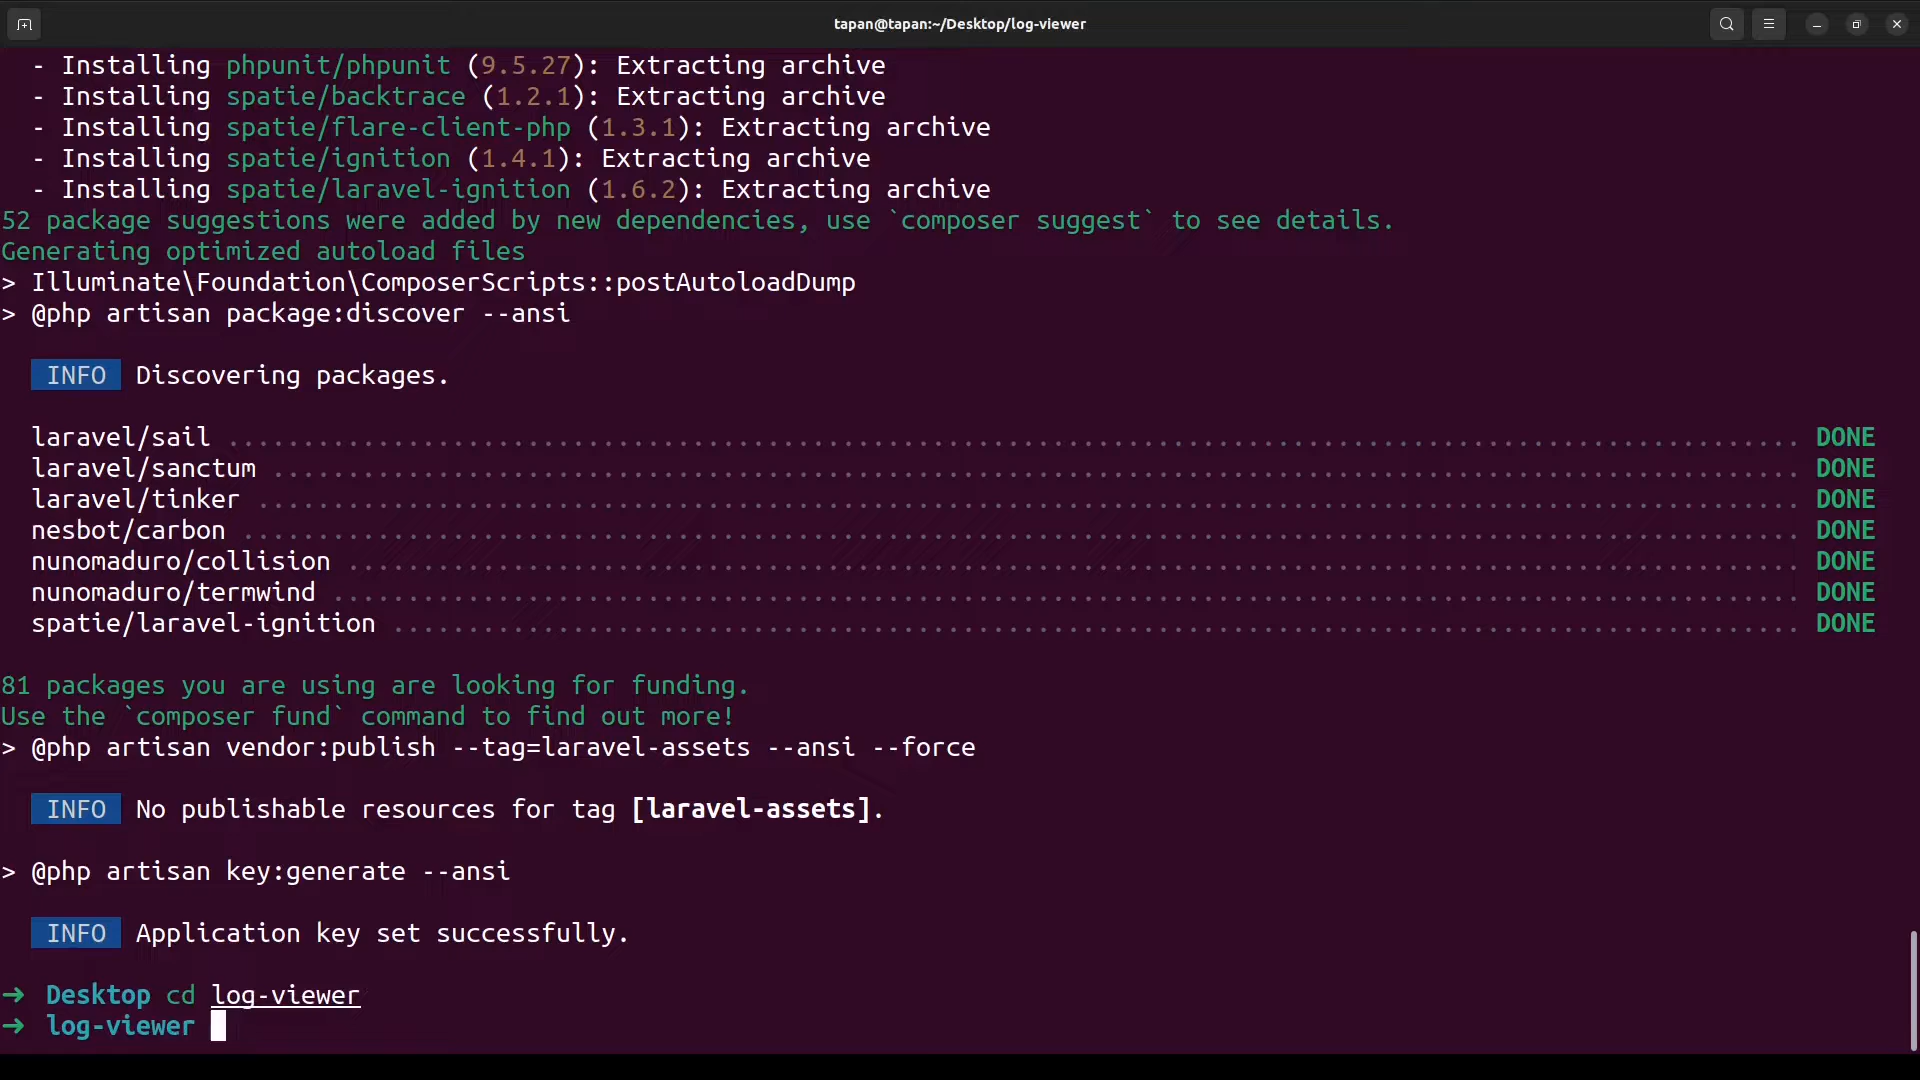 tapan@tapan:~/Desktop/log-viewer
- Installing phpunit/phpunit (9.5.27): Extracting archive
- Installing spatie/backtrace (1.2.1): Extracting archive
- Installing spatie/flare-client-php (1.3.1): Extracting archive
- Installing spatie/ignition (1.4.1): Extracting archive
- Installing spatie/laravel-ignition (1.6.2): Extracting archive
52 package suggestions were added by new dependencies, use `composer suggest` to see details.
Generating optimized autoload files
> Illuminate\Foundation\ComposerScripts::postAutoloadDump
> @php artisan package:discover --ansi
INFO Discovering packages.
laravel/sail ........................................................................................................ DONE
laravel/sanctum ..................................................................................................... DONE
laravel/tinker ...................................................................................................... DONE
nesbot/carbon ....................................................................................................... DONE
nunomaduro/collision ................................................................................................ DONE
nunomaduro/termwind ................................................................................................. DONE
spatie/laravel-ignition ............................................................................................. DONE
81 packages you are using are looking for funding.
Use the `composer fund` command to find out more!
> @php artisan vendor:publish --tag=laravel-assets --ansi --force
INFO No publishable resources for tag [laravel-assets].
> @php artisan key:generate --ansi
INFO Application key set successfully.
➜ Desktop cd log-viewer
➜ log-viewer